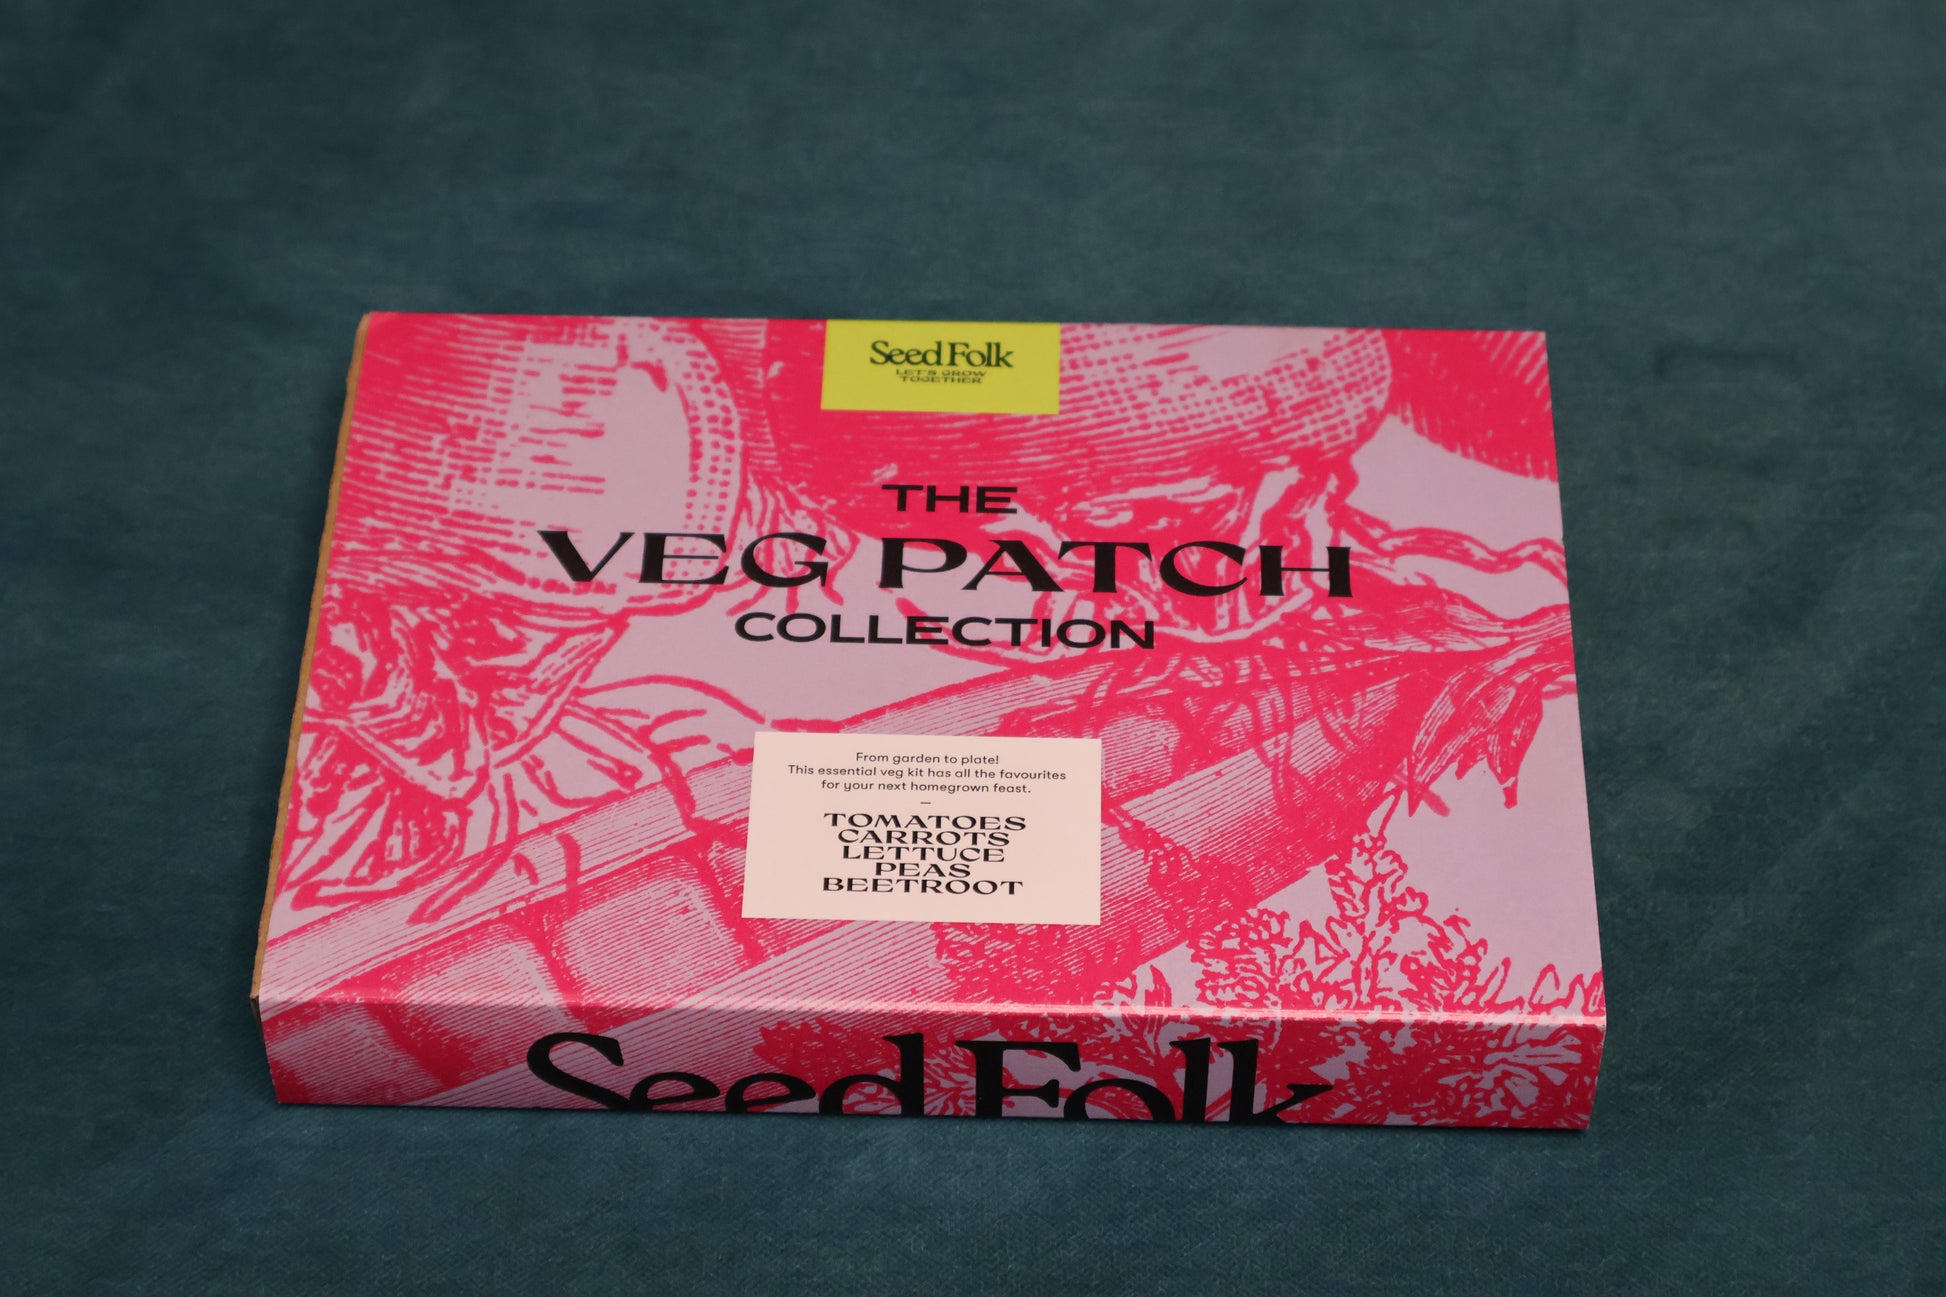 Seed Folk
LET'S GROW
TOGETHER
THE
VEG PATCH
COLLECTION
From garden to plate!
This essential veg kit has all the favourites
for your next homegrown feast.
–
TOMATOES
CARROTS
LETTUCE
PEAS
BEETROOT
Seed Folk